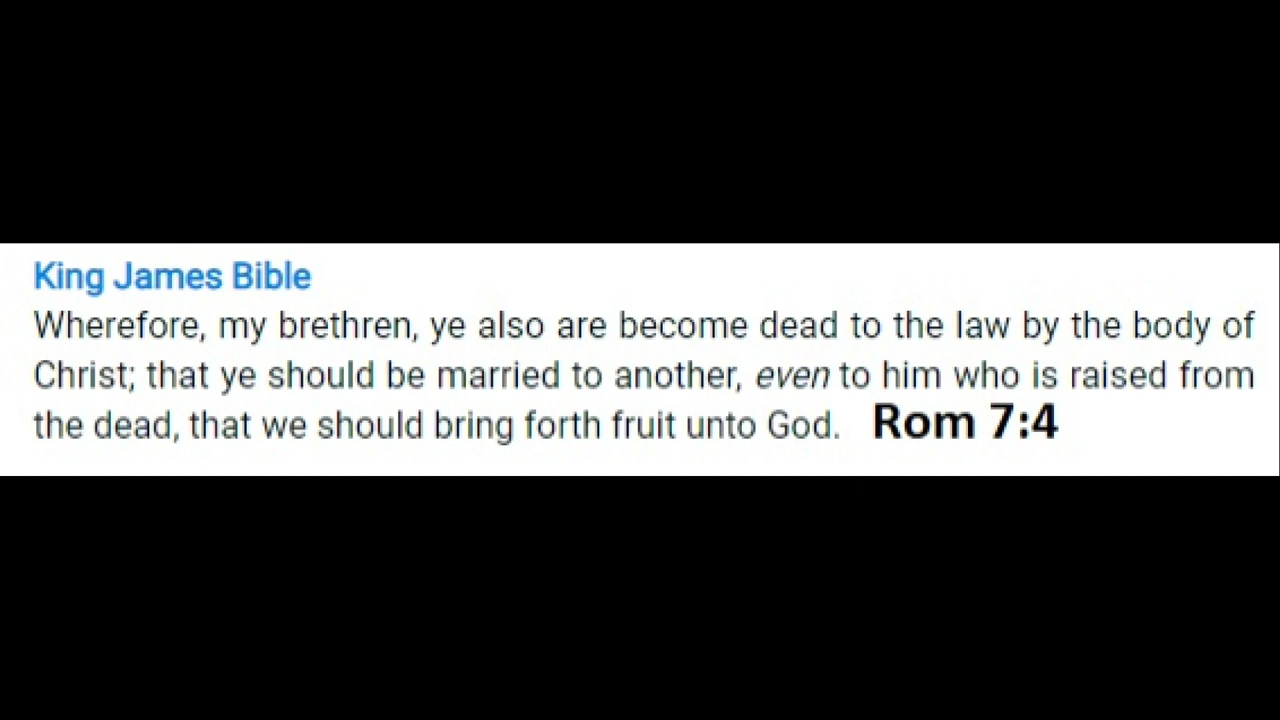 King James Bible
Wherefore, my brethren, ye also are become dead to the law by the body of
Christ; that ye should be married to another, even to him who is raised from
the dead, that we should bring forth fruit unto God. Rom 7:4